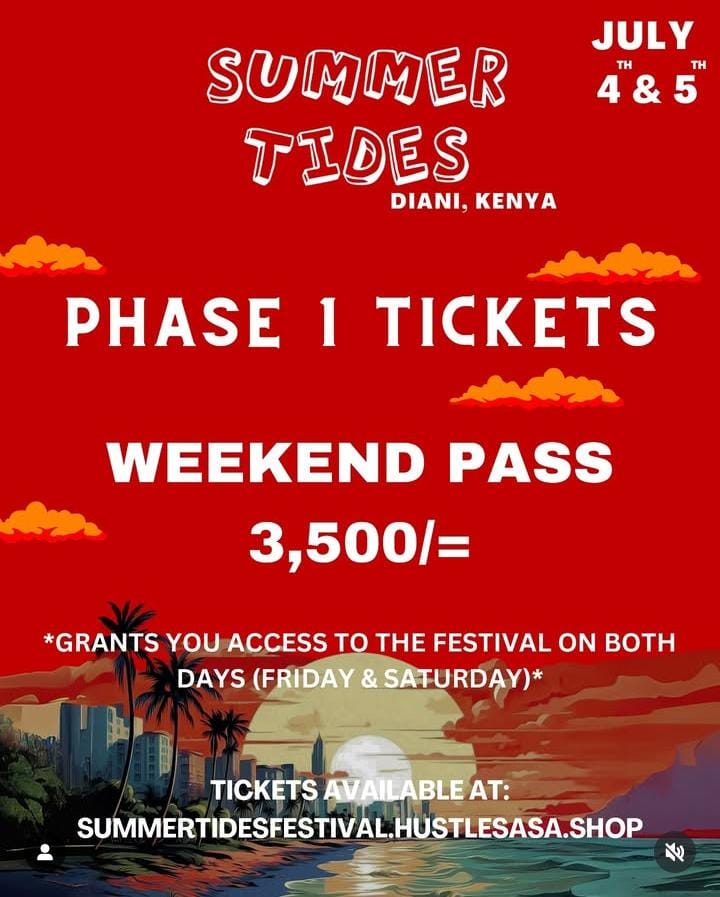 SUMMER
TIDES
DIANI, KENYA
JULY
4TH & 5TH
PHASE 1 TICKETS
WEEKEND PASS
3,500/=
*GRANTS YOU ACCESS TO THE FESTIVAL ON BOTH
DAYS (FRIDAY & SATURDAY)*
TICKETS AVAILABLE AT:
SUMMERTIDESFESTIVAL.HUSTLESASA.SHOP